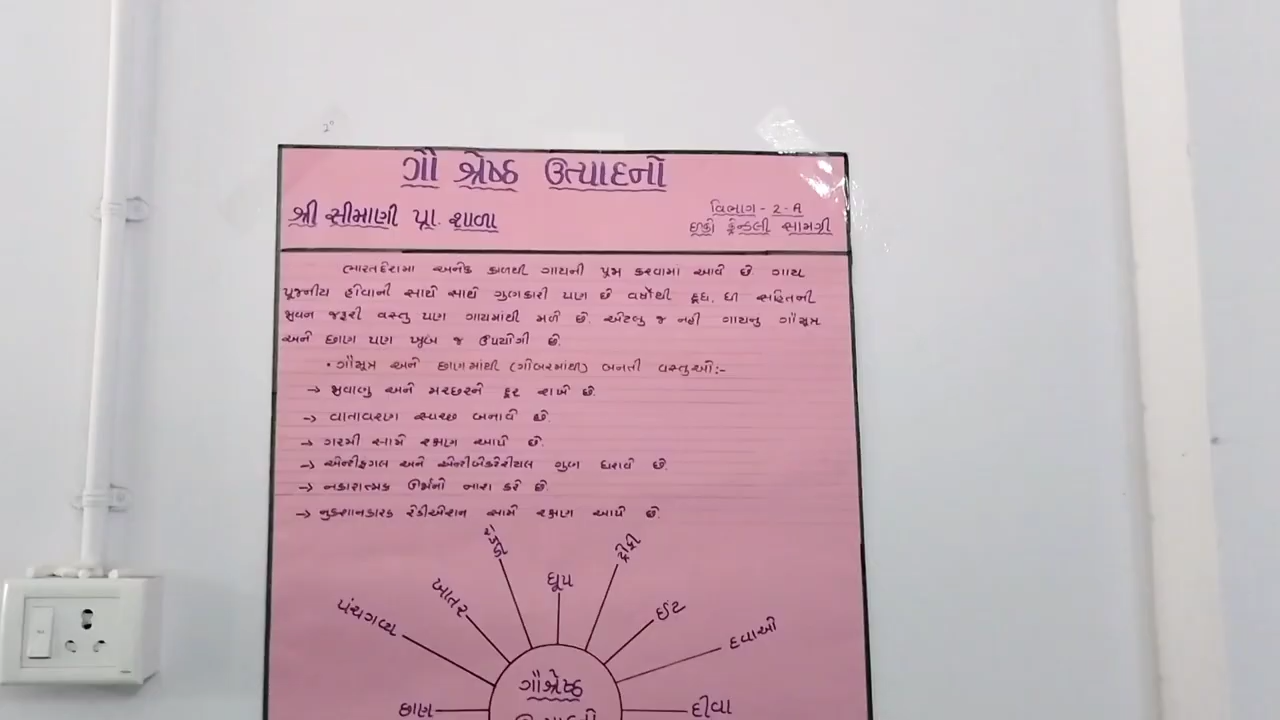 ગૌ શ્રેષ્ઠ ઉત્પાદનો
શ્રી સીમાણી પ્રા. શાળા
વિભાગ - 2-A
ઈકો ફ્રેન્ડલી સામગ્રી
ભારતદેશમા અનેક કાળથી ગાયની પૂજા કરવામાં આવે છે. ગાય
પૂજનીય હોવાની સાથે સાથે ગુણકારી પણ છે વર્ષોથી દૂધ, ઘી સહિતની
જીવન જરૂરી વસ્તુ પણ ગાયમાંથી મળી છે. એટલુ જ નહી ગાયનુ ગૌમૂત્ર
અને છાણ પણ ખુબ જ ઉપયોગી છે.
• ગૌમૂત્ર અને છાણમાંથી (ગોબરમાંથી) બનતી વસ્તુઓ:-
→ જીવાણુ અને મચ્છરને દૂર રાખે છે.
→ વાતાવરણ સ્વચ્છ બનાવે છે.
→ ગરમી સામે રક્ષણ આપે છે.
→ એન્ટીફંગલ અને એન્ટીબેક્ટેરીયલ ગુણ ધરાવે છે.
→ નકારાત્મક ઉર્જાનો નાશ કરે છે.
→ નુકશાનકારક રેડીએશન સામે રક્ષણ આપે છે.
પંચગવ્ય
ખાતર
ધૂપ
ઈંટ
દવાઓ
છાણ
દીવા
ગૌશ્રેષ્ઠ